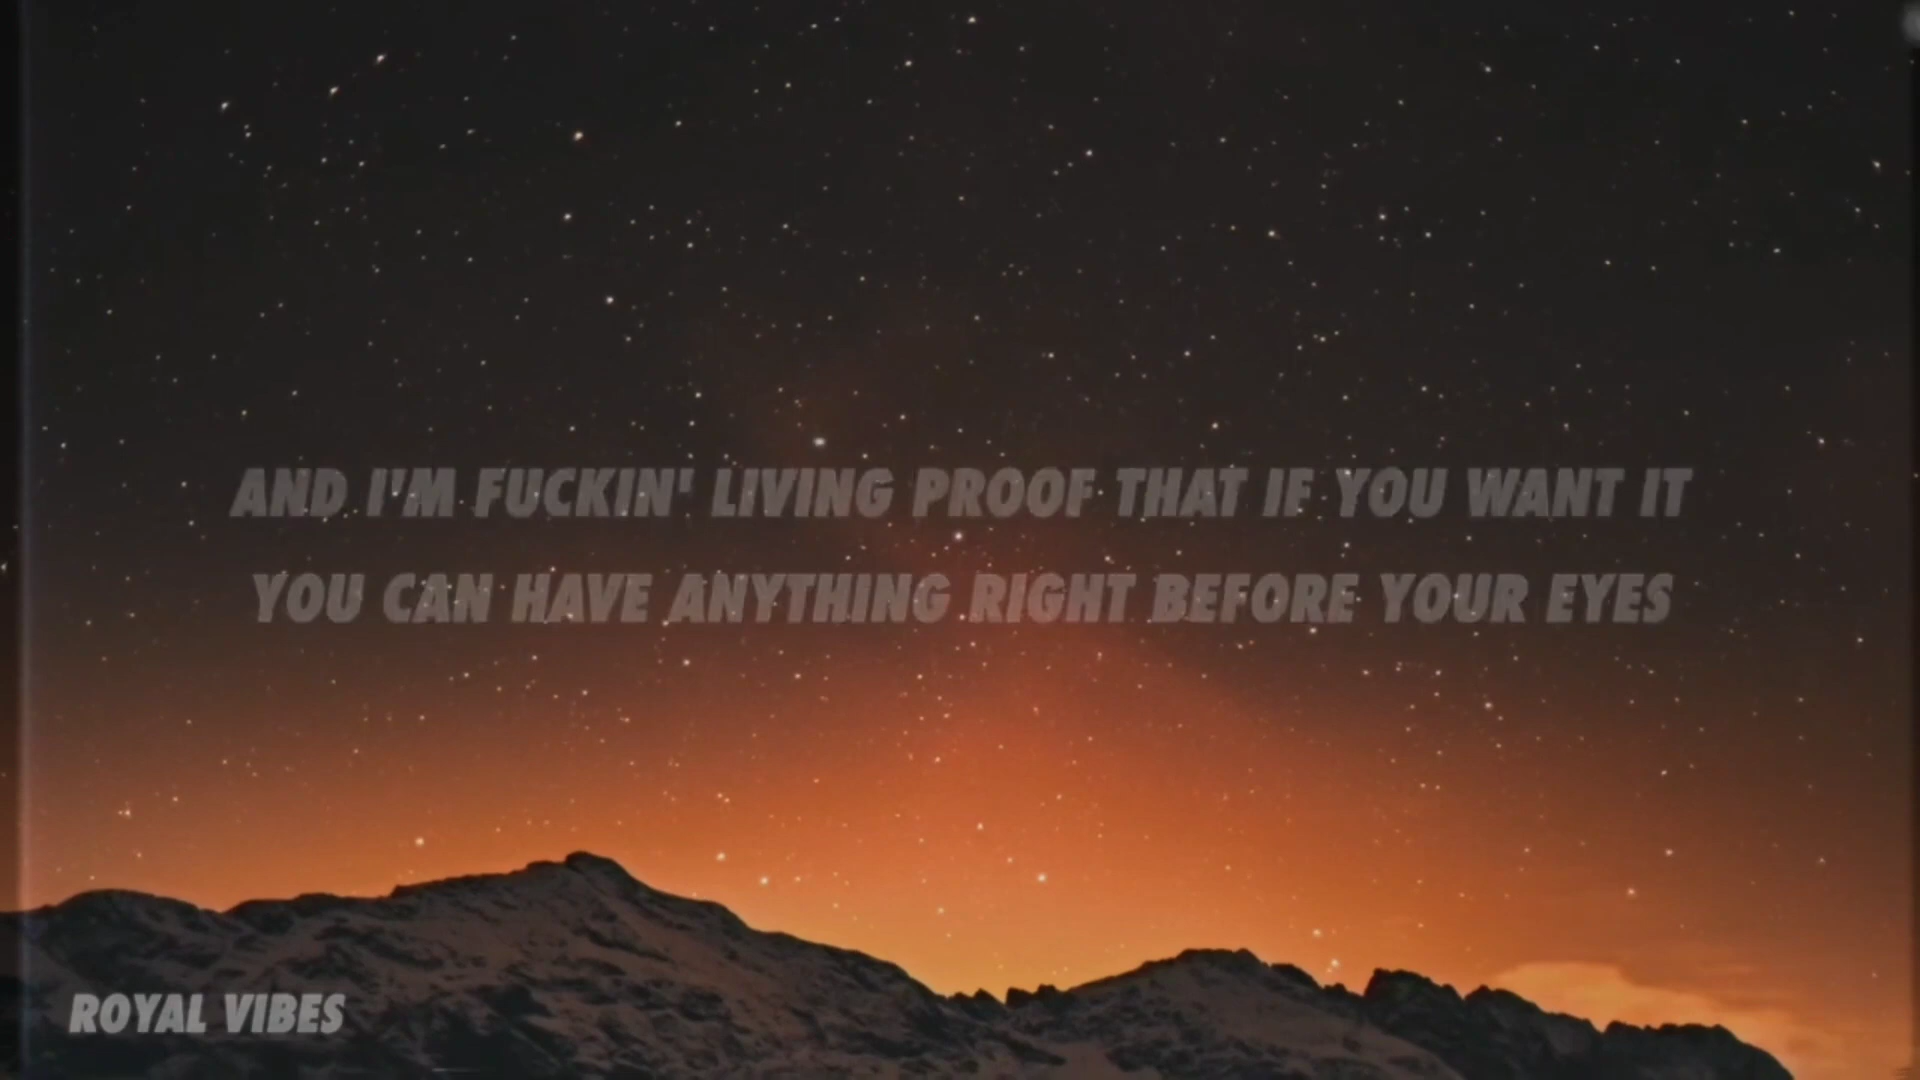 AND I'M FUCKIN' LIVING PROOF THAT IF YOU WANT IT
YOU CAN HAVE ANYTHING RIGHT BEFORE YOUR EYES
ROYAL VIBES